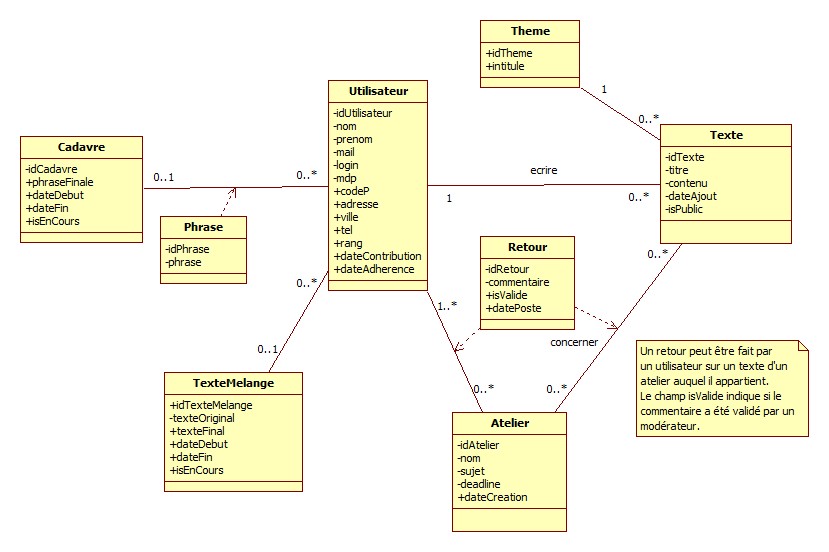 Theme
+idTheme
+intitule
1
0..*
Utilisateur
-idUtilisateur
-nom
-prenom
-mail
-login
-mdp
+codeP
+adresse
+ville
+tel
+rang
+dateContribution
+dateAdherence
Cadavre
-idCadavre
+phraseFinale
+dateDebut
+dateFin
+isEnCours
0..1
0..*
Phrase
-idPhrase
-phrase
Texte
-idTexte
-titre
-contenu
-dateAjout
-isPublic
ecrire
1
0..*
Retour
-idRetour
-commentaire
+isValide
+datePoste
0..*
0..1
1..*
0..*
0..*
concerner
0..*
TexteMelange
+idTexteMelange
-texteOriginal
+texteFinal
+dateDebut
+dateFin
+isEnCours
Atelier
-idAtelier
-nom
-sujet
-deadline
+dateCreation
Un retour peut être fait par
un utilisateur sur un texte d'un
atelier auquel il appartient.
Le champ isValide indique si le
commentaire a été validé par un
modérateur.